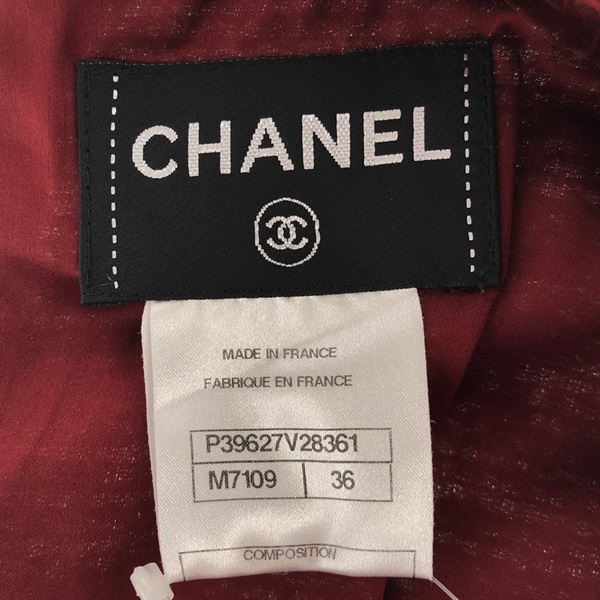 CHANEL
MADE IN FRANCE
FABRIQUE EN FRANCE
P39627V28361
M7109 36
COMPOSITION